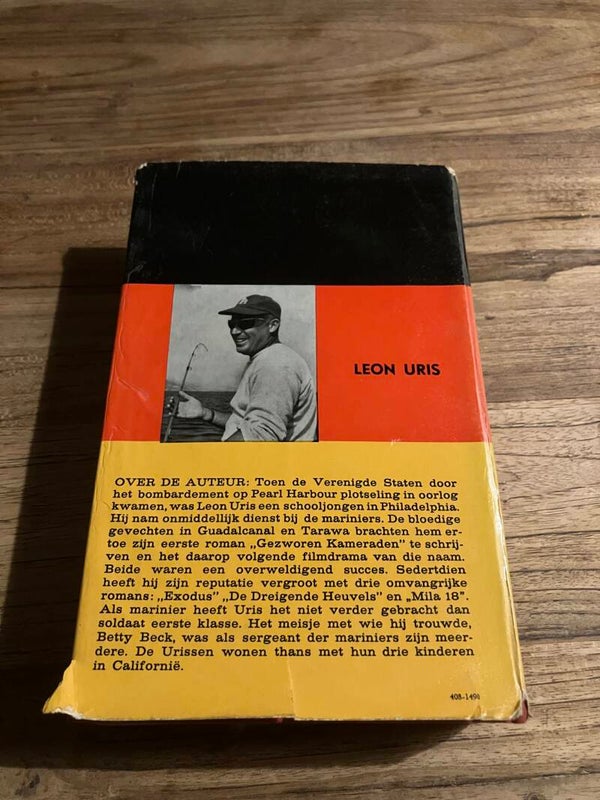 LEON URIS
OVER DE AUTEUR: Toen de Verenigde Staten door
het bombardement op Pearl Harbour plotseling in oorlog
kwamen, was Leon Uris een schooljongen in Philadelphia.
Hij nam onmiddellijk dienst bij de mariniers. De bloedige
gevechten in Guadalcanal en Tarawa brachten hem er-
toe zijn eerste roman „Gezworen Kameraden” te schrij-
ven en het daarop volgende filmdrama van die naam.
Beide waren een overweldigend succes. Sedertdien
heeft hij zijn reputatie vergroot met drie omvangrijke
romans: „Exodus” „De Dreigende Heuvels” en „Mila 18”.
Als marinier heeft Uris het niet verder gebracht dan
soldaat eerste klasse. Het meisje met wie hij trouwde,
Betty Beck, was als sergeant der mariniers zijn meer-
dere. De Urissen wonen thans met hun drie kinderen
in Californië.